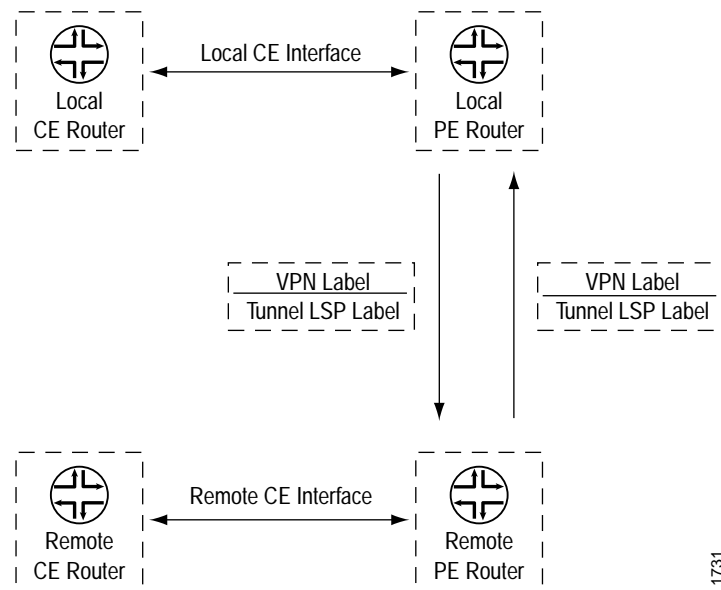 Local CE Interface
Local
CE Router
Local
PE Router
VPN Label
Tunnel LSP Label
VPN Label
Tunnel LSP Label
Remote CE Interface
Remote
CE Router
Remote
PE Router
1731